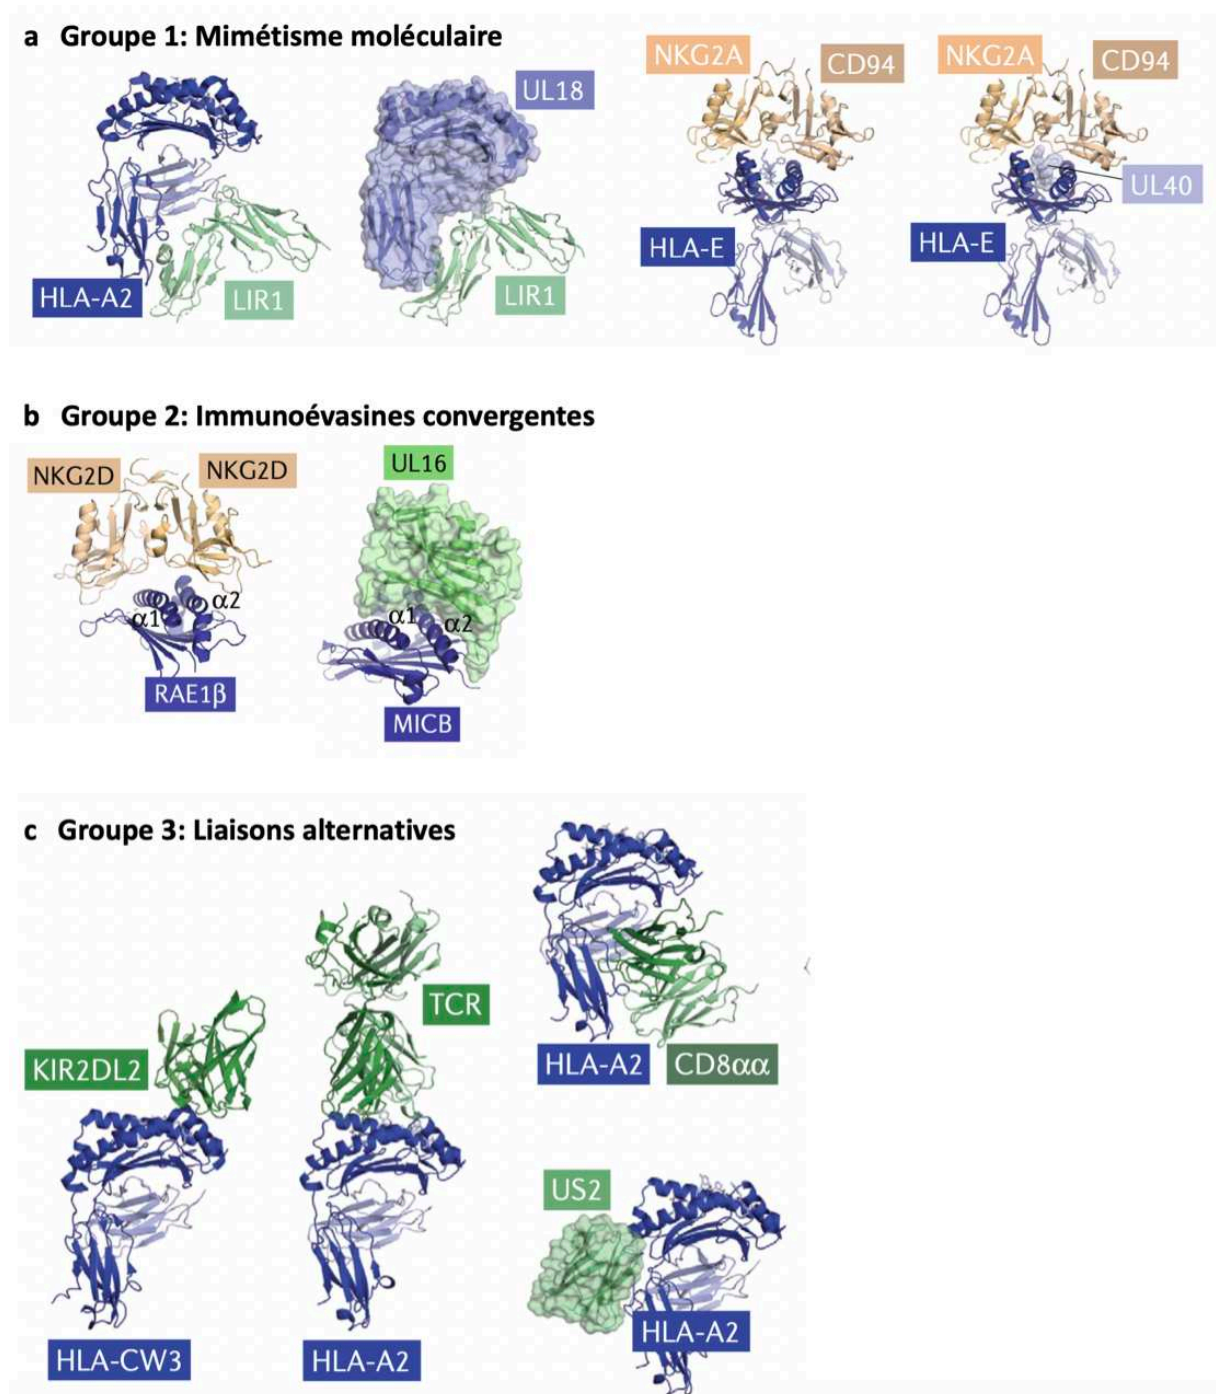 a Groupe 1: Mimétisme moléculaire
NKG2A
CD94
NKG2A
CD94
UL18
UL40
HLA-E
HLA-E
HLA-A2
LIR1
LIR1
b Groupe 2: Immunoévasines convergentes
NKG2D
NKG2D
UL16
α1
α2
α1
α2
RAE1β
MICB
c Groupe 3: Liaisons alternatives
TCR
KIR2DL2
HLA-A2
CD8αα
US2
HLA-A2
HLA-CW3
HLA-A2